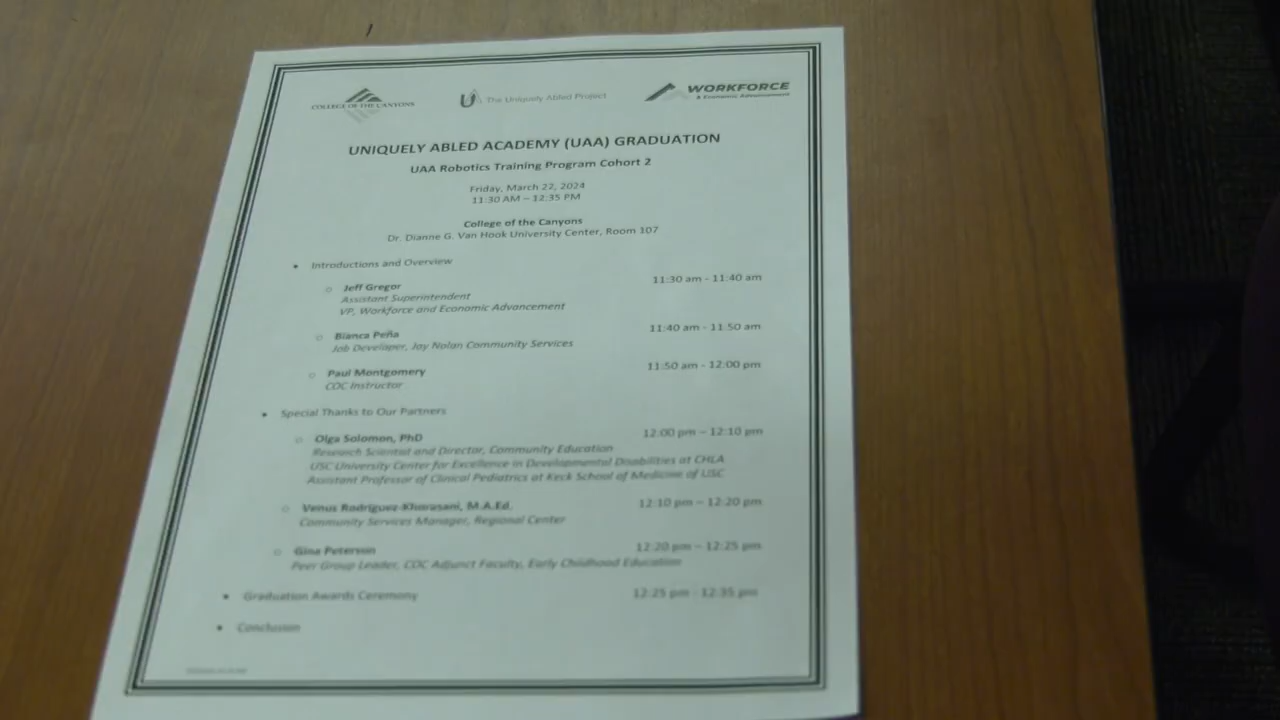 COLLEGE OF THE CANYONS
The Uniquely Abled Project
WORKFORCE
& Economic Advancement
UNIQUELY ABLED ACADEMY (UAA) GRADUATION
UAA Robotics Training Program Cohort 2
Friday, March 22, 2024
11:30 AM – 12:35 PM
College of the Canyons
Dr. Dianne G. Van Hook University Center, Room 107
• Introductions and Overview
○ Jeff Gregor 11:30 am - 11:40 am
Assistant Superintendent
VP, Workforce and Economic Advancement
○ Bianca Peña 11:40 am - 11:50 am
Job Developer, Jay Nolan Community Services
○ Paul Montgomery 11:50 am - 12:00 pm
COC Instructor
• Special Thanks to Our Partners
○ Olga Solomon, PhD 12:00 pm – 12:10 pm
Research Scientist and Director, Community Education
USC University Center for Excellence in Developmental Disabilities at CHLA
Assistant Professor of Clinical Pediatrics at Keck School of Medicine of USC
○ Venus Rodriguez-Khorasani, M.A.Ed. 12:10 pm – 12:20 pm
Community Services Manager, Regional Center
○ Gina Peterson 12:20 pm – 12:25 pm
Peer Group Leader, COC Adjunct Faculty, Early Childhood Education
• Graduation Awards Ceremony 12:25 pm - 12:35 pm
• Conclusion